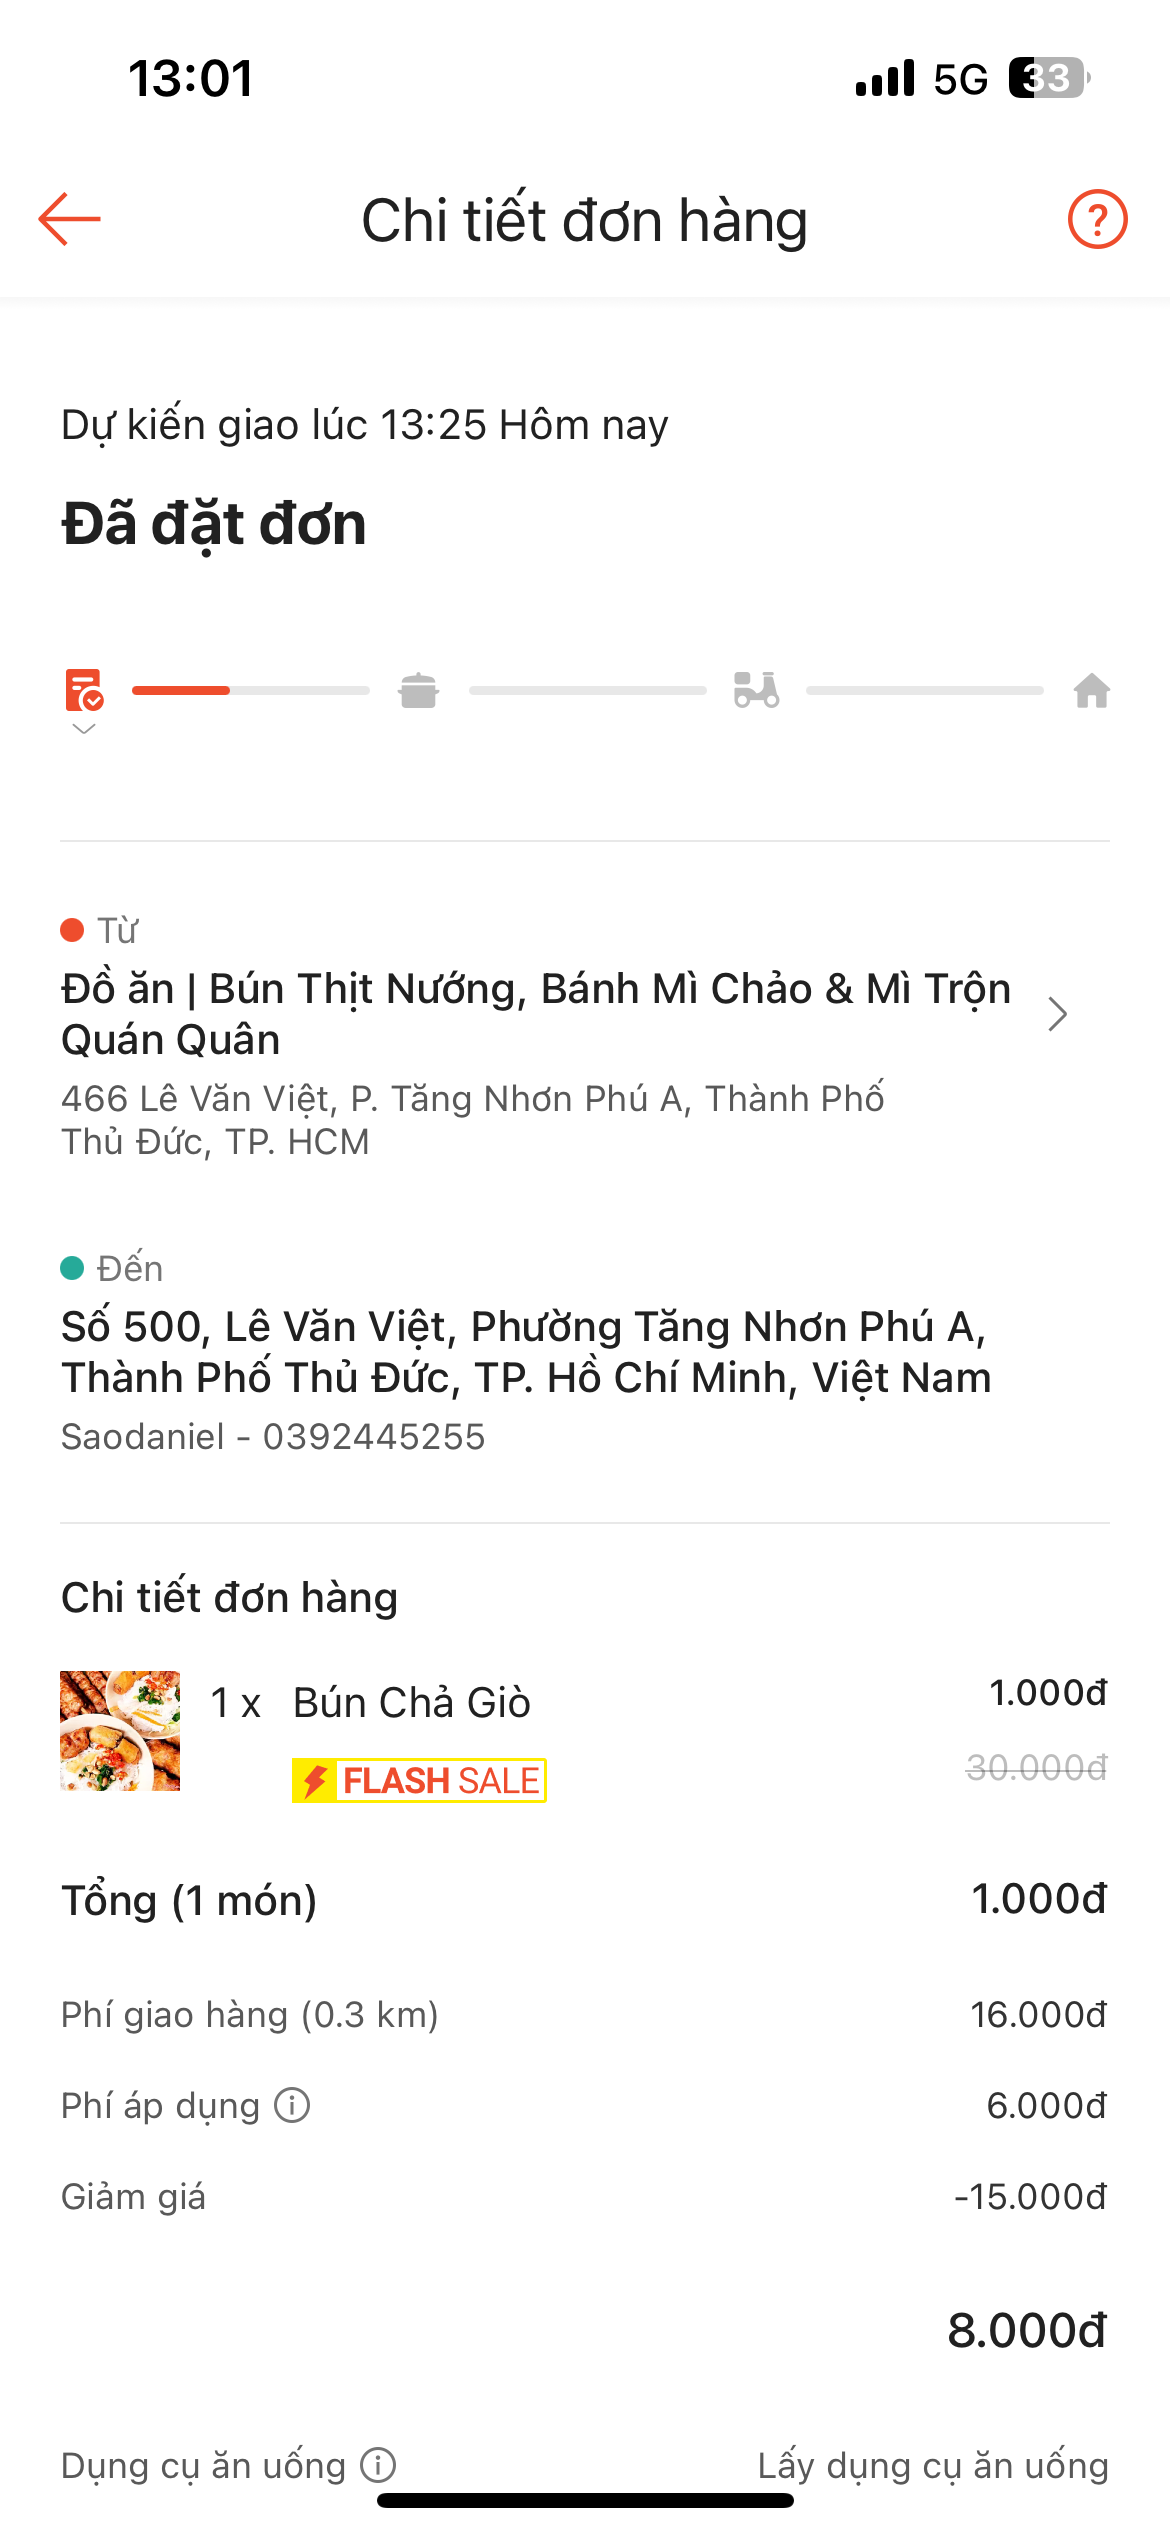 13:01
5G 33
Chi tiết đơn hàng
?
Dự kiến giao lúc 13:25 Hôm nay
Đã đặt đơn
Từ
Đồ ăn | Bún Thịt Nướng, Bánh Mì Chảo & Mì Trộn
Quán Quân
466 Lê Văn Việt, P. Tăng Nhơn Phú A, Thành Phố
Thủ Đức, TP. HCM
Đến
Số 500, Lê Văn Việt, Phường Tăng Nhơn Phú A,
Thành Phố Thủ Đức, TP. Hồ Chí Minh, Việt Nam
Saodaniel - 0392445255
Chi tiết đơn hàng
1 x Bún Chả Giò 1.000đ
FLASH SALE 30.000đ
Tổng (1 món) 1.000đ
Phí giao hàng (0.3 km) 16.000đ
Phí áp dụng 6.000đ
Giảm giá -15.000đ
8.000đ
Dụng cụ ăn uống Lấy dụng cụ ăn uống